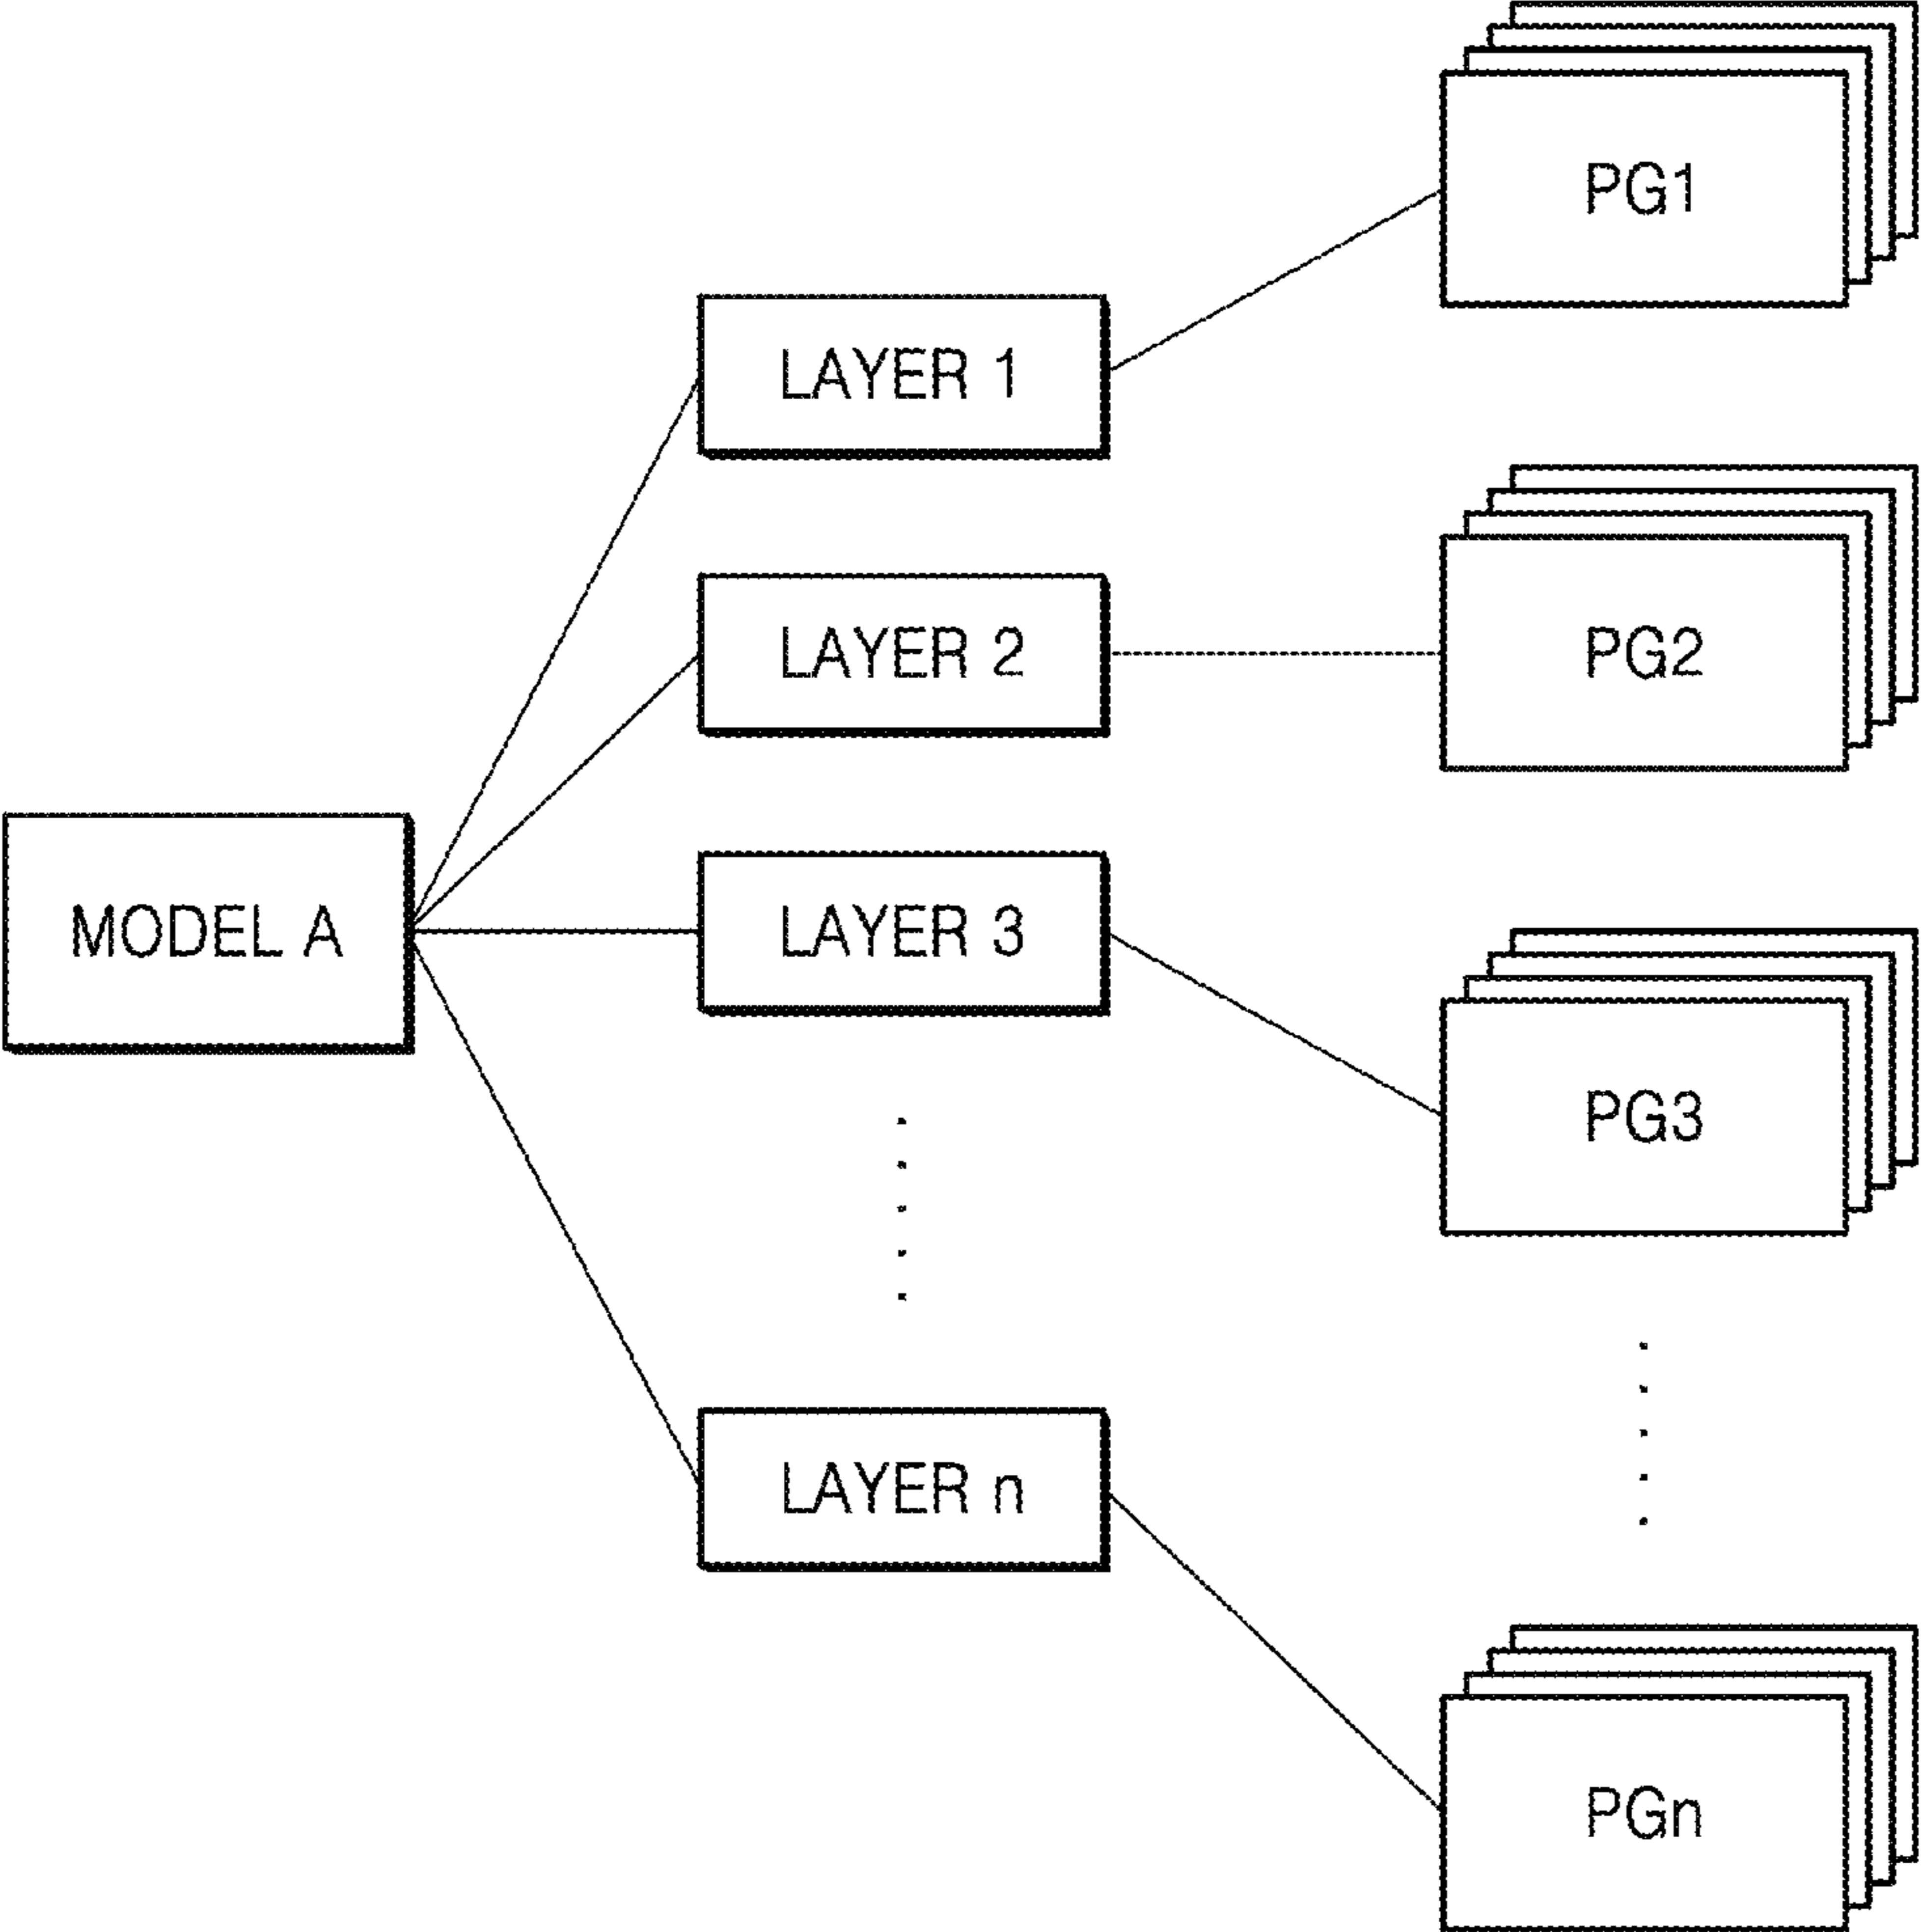 PG1
LAYER 1
LAYER 2
PG2
MODEL A
LAYER 3
PG3
LAYER n
PGn